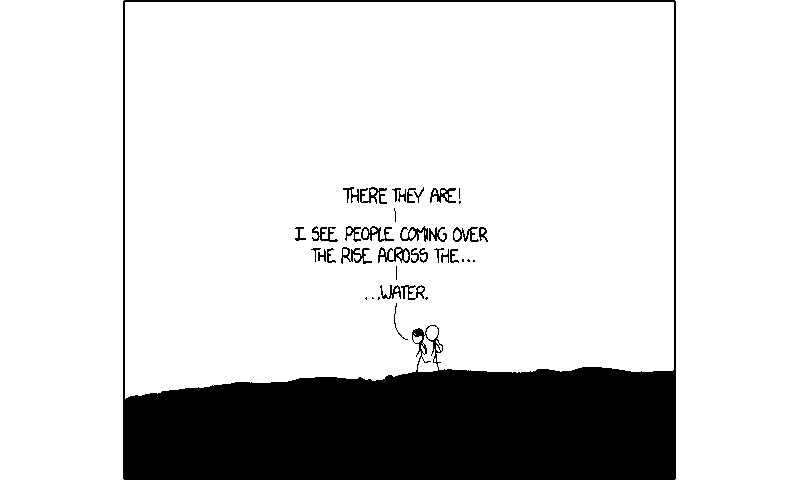 THERE THEY ARE!
I SEE PEOPLE COMING OVER
THE RISE ACROSS THE...
...WATER.